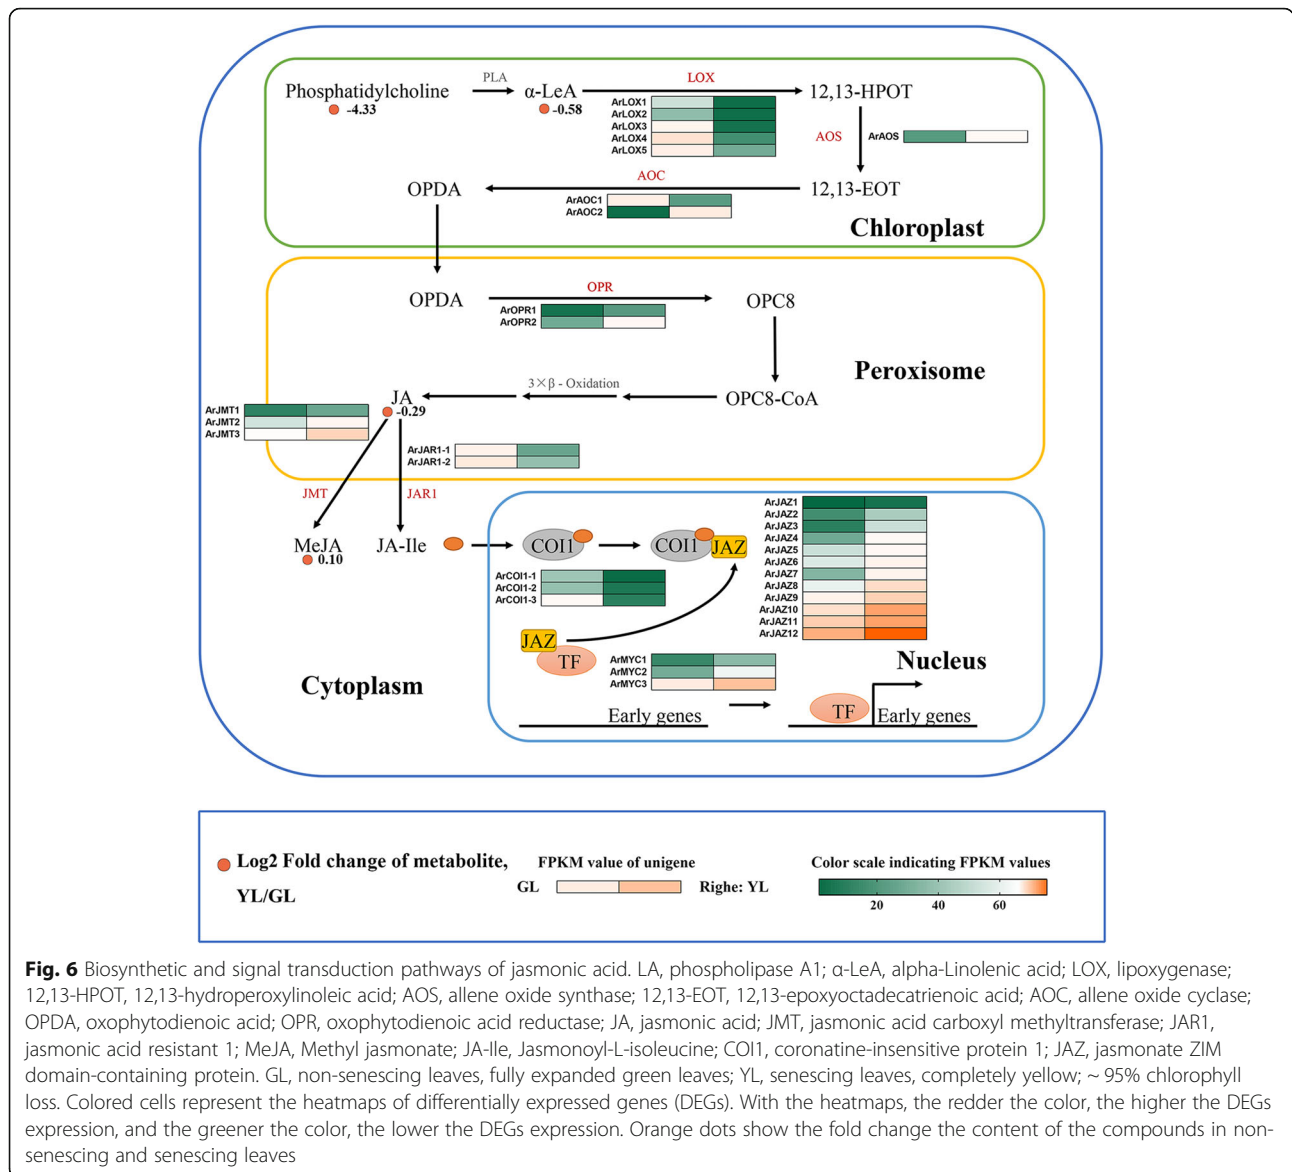 Phosphatidylcholine
-4.33
PLA
α-LeA
-0.58
LOX
ArLOX1
ArLOX2
ArLOX3
ArLOX4
ArLOX5
12,13-HPOT
AOS
ArAOS
12,13-EOT
AOC
ArAOC1
ArAOC2
OPDA
Chloroplast
OPDA
OPR
ArOPR1
ArOPR2
OPC8
Peroxisome
OPC8-CoA
3×β - Oxidation
JA
-0.29
ArJMT1
ArJMT2
ArJMT3
ArJAR1-1
ArJAR1-2
JMT
JAR1
MeJA
0.10
JA-Ile
COI1
COI1
JAZ
ArCOI1-1
ArCOI1-2
ArCOI1-3
ArJAZ1
ArJAZ2
ArJAZ3
ArJAZ4
ArJAZ5
ArJAZ6
ArJAZ7
ArJAZ8
ArJAZ9
ArJAZ10
ArJAZ11
ArJAZ12
JAZ
TF
ArMYC1
ArMYC2
ArMYC3
Nucleus
Cytoplasm
Early genes
TF
Early genes
Log2 Fold change of metabolite,
YL/GL
FPKM value of unigene
GL
Righe: YL
Color scale indicating FPKM values
20 40 60
Fig. 6 Biosynthetic and signal transduction pathways of jasmonic acid. LA, phospholipase A1; α-LeA, alpha-Linolenic acid; LOX, lipoxygenase;
12,13-HPOT, 12,13-hydroperoxylinoleic acid; AOS, allene oxide synthase; 12,13-EOT, 12,13-epoxyoctadecatrienoic acid; AOC, allene oxide cyclase;
OPDA, oxophytodienoic acid; OPR, oxophytodienoic acid reductase; JA, jasmonic acid; JMT, jasmonic acid carboxyl methyltransferase; JAR1,
jasmonic acid resistant 1; MeJA, Methyl jasmonate; JA-Ile, Jasmonoyl-L-isoleucine; COI1, coronatine-insensitive protein 1; JAZ, jasmonate ZIM
domain-containing protein. GL, non-senescing leaves, fully expanded green leaves; YL, senescing leaves, completely yellow; ~ 95% chlorophyll
loss. Colored cells represent the heatmaps of differentially expressed genes (DEGs). With the heatmaps, the redder the color, the higher the DEGs
expression, and the greener the color, the lower the DEGs expression. Orange dots show the fold change the content of the compounds in non-
senescing and senescing leaves